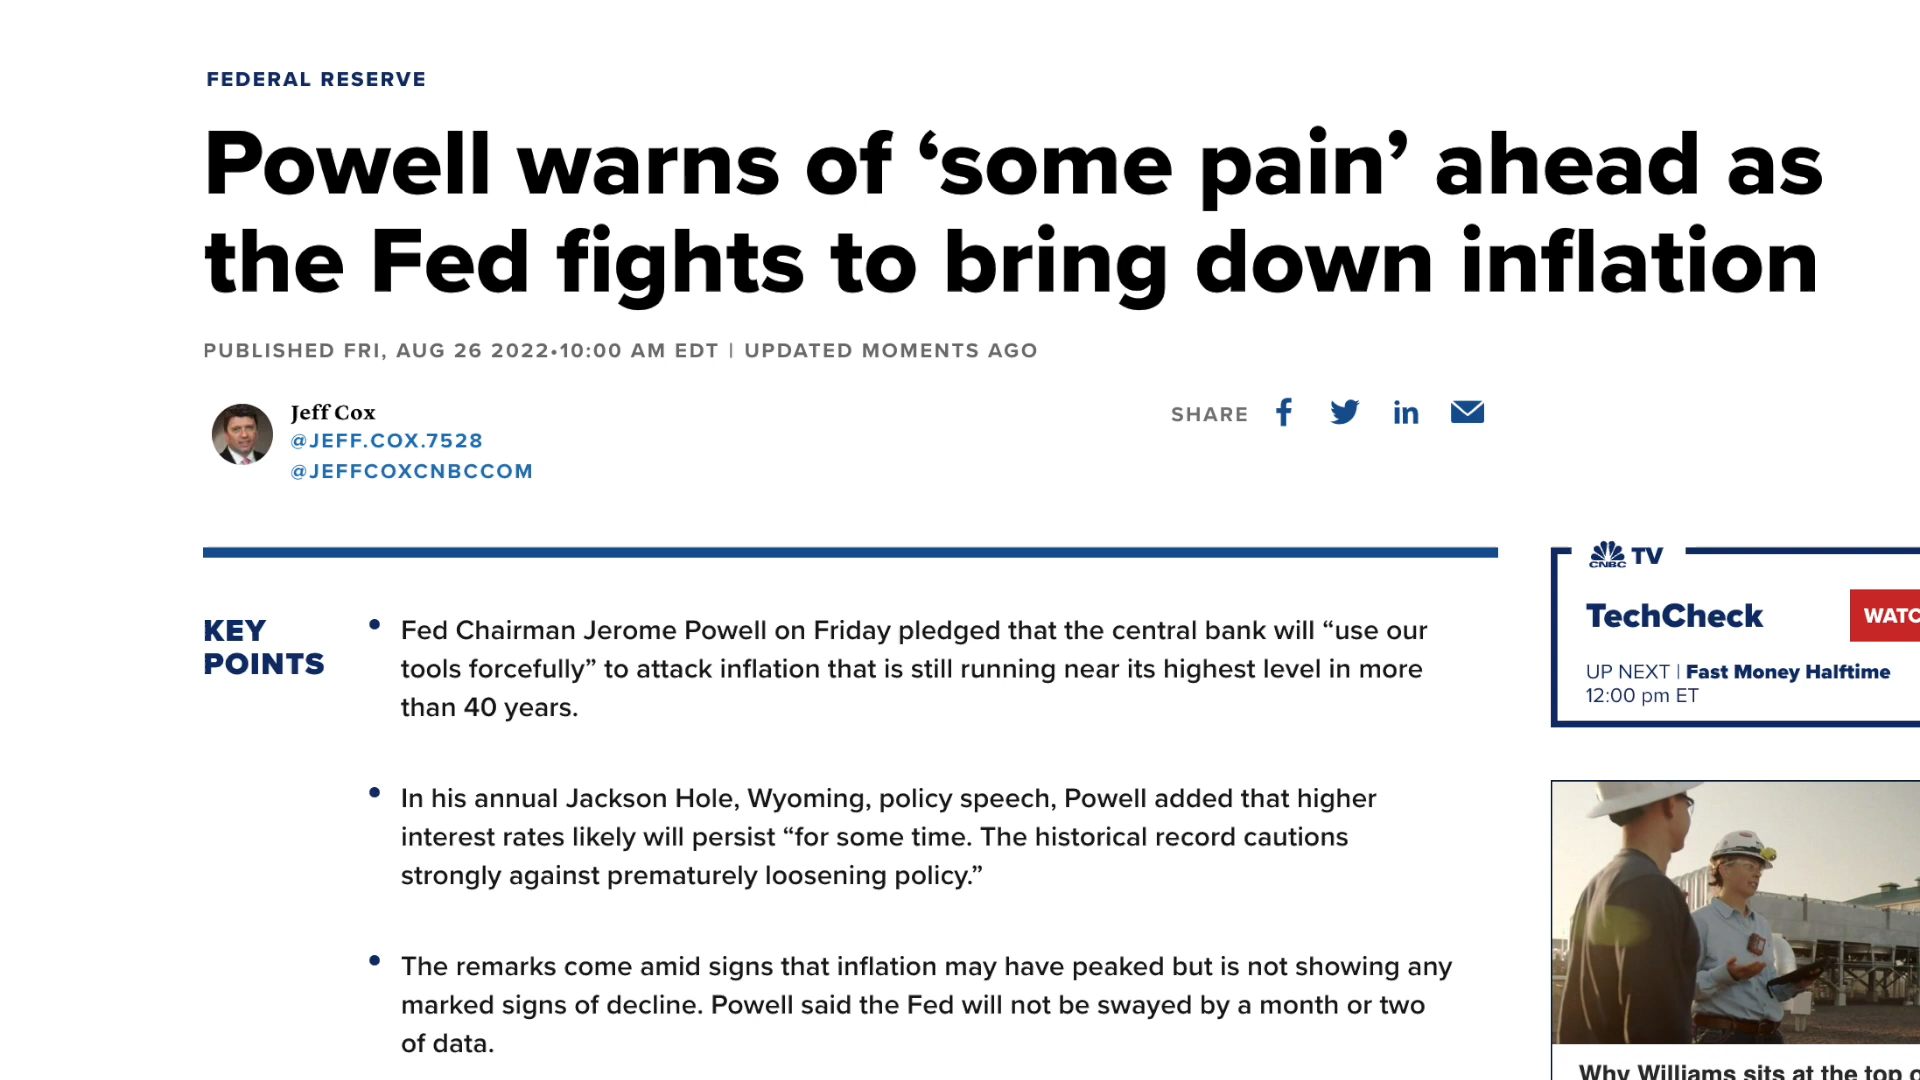 FEDERAL RESERVE
Powell warns of ‘some pain’ ahead as
the Fed fights to bring down inflation
PUBLISHED FRI, AUG 26 2022•10:00 AM EDT | UPDATED MOMENTS AGO
Jeff Cox
@JEFF.COX.7528
@JEFFCOXCNBCCOM
SHARE
KEY
POINTS
• Fed Chairman Jerome Powell on Friday pledged that the central bank will “use our
tools forcefully” to attack inflation that is still running near its highest level in more
than 40 years.
• In his annual Jackson Hole, Wyoming, policy speech, Powell added that higher
interest rates likely will persist “for some time. The historical record cautions
strongly against prematurely loosening policy.”
• The remarks come amid signs that inflation may have peaked but is not showing any
marked signs of decline. Powell said the Fed will not be swayed by a month or two
of data.
CNBC TV
TechCheck
WATC
UP NEXT | Fast Money Halftime
12:00 pm ET
Why Williams sits at the top